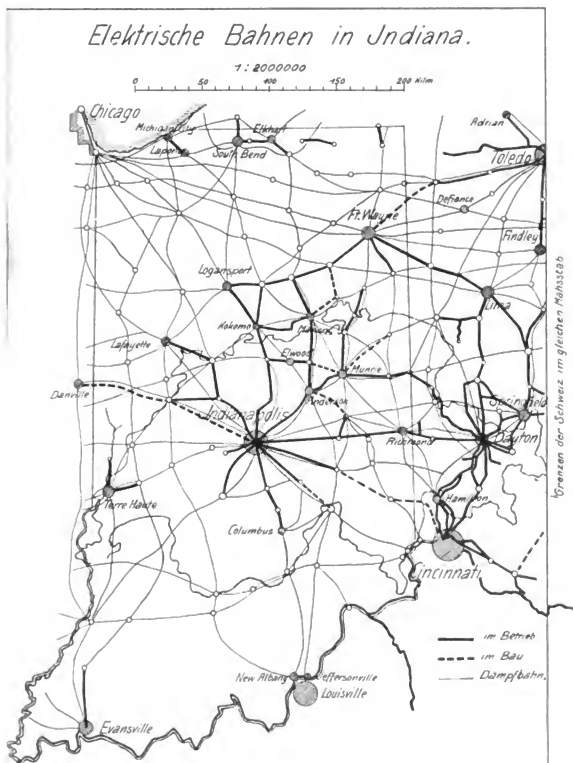 Elektrische Bahnen in Jndiana.
1:2000000
0 50 100 150 200 Kilm
Chicago
Adrian
Michigan City
Elkhart
Laporte
South Bend
Toledo
Defiance
Ft. Wayne
Findley
Logansport
Lima
Kokomo
Marion
Lafayette
Elwood
Muncie
Danville
Anderson
Springfield
Indianapolis
Richmond
Dayton
Terre Haute
Hamilton
Columbus
Cincinnati
im Betrieb
im Bau
Dampfbahn.
New Albany
Jeffersonville
Louisville
Evansville
Grenzen der Schweiz im gleichen Maßstab